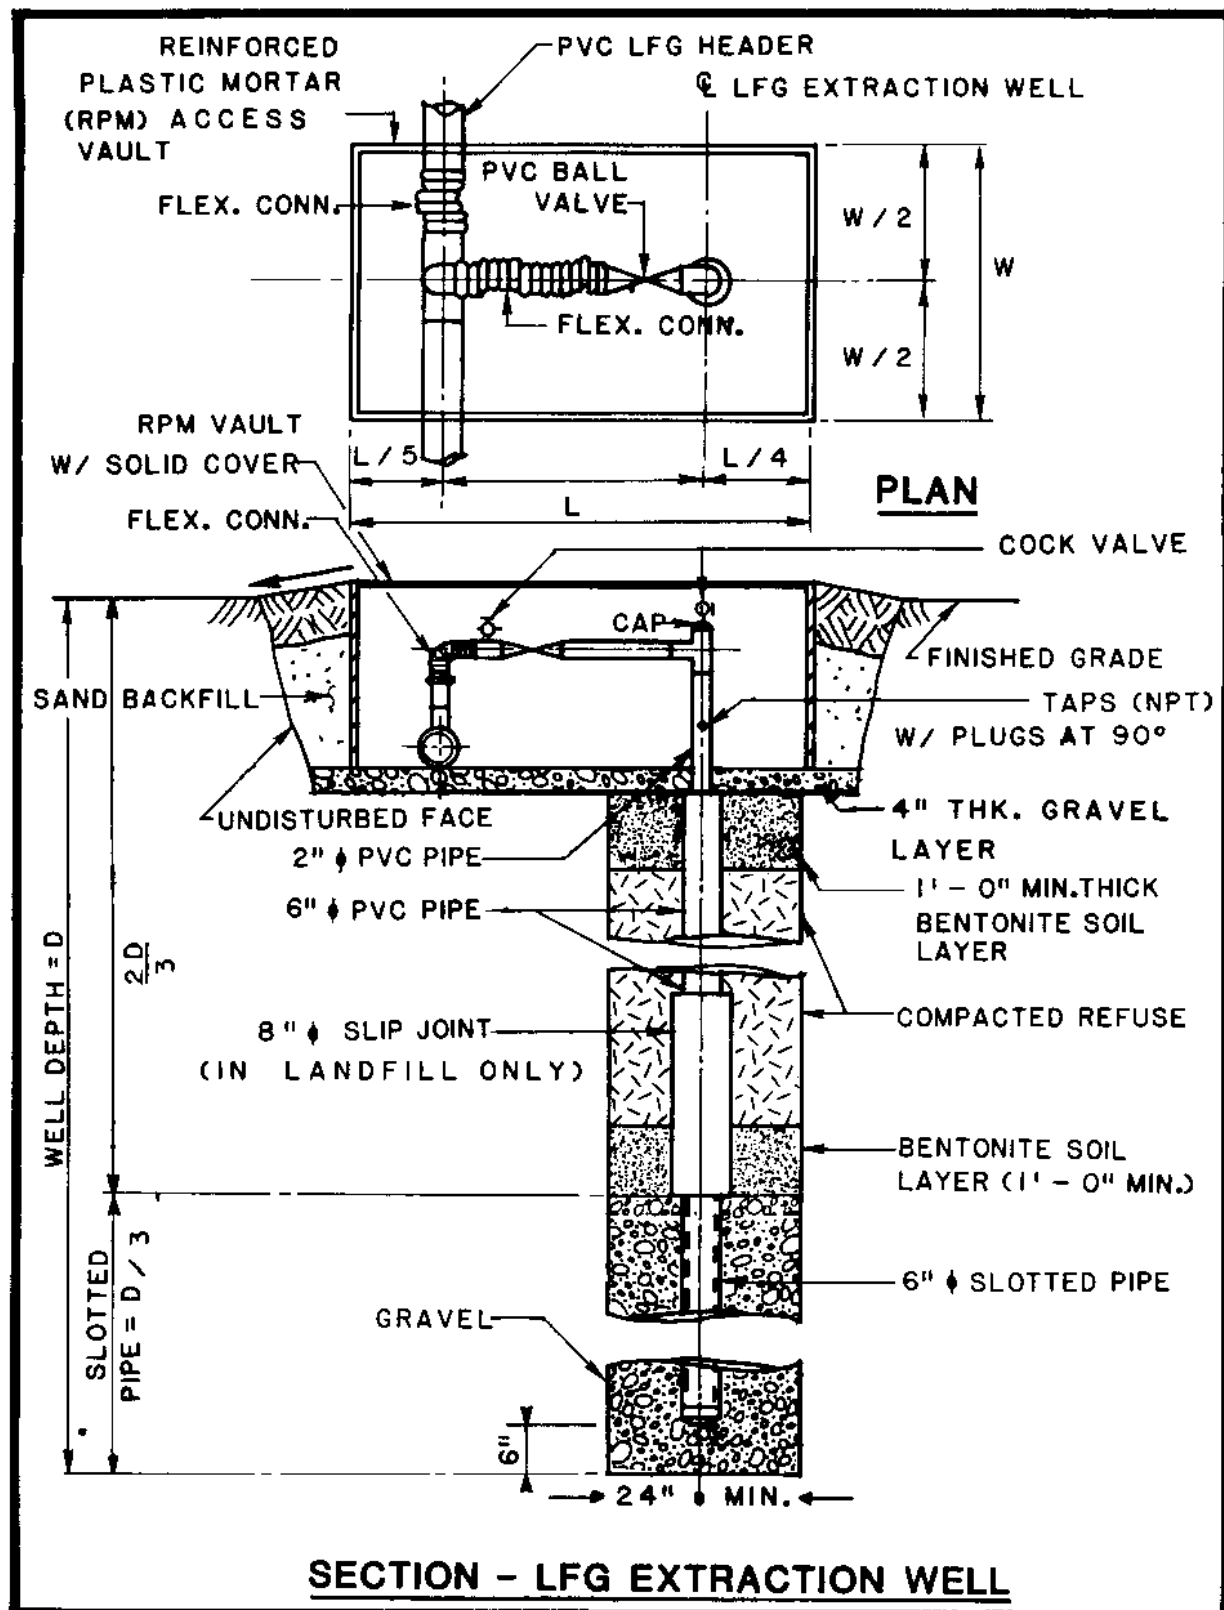 REINFORCED
PLASTIC MORTAR
(RPM) ACCESS
VAULT
PVC LFG HEADER
℄ LFG EXTRACTION WELL
PVC BALL
VALVE
FLEX. CONN.
W/2
W
FLEX. CONN.
W/2
RPM VAULT
W/ SOLID COVER
L/5
L/4
L
PLAN
FLEX. CONN.
COCK VALVE
CAP
FINISHED GRADE
SAND BACKFILL
TAPS (NPT)
W/ PLUGS AT 90°
UNDISTURBED FACE
4" THK. GRAVEL
LAYER
2" ϕ PVC PIPE
1' - 0" MIN. THICK
BENTONITE SOIL
LAYER
6" ϕ PVC PIPE
WELL DEPTH = D
2D
3
COMPACTED REFUSE
8" ϕ SLIP JOINT
(IN LANDFILL ONLY)
BENTONITE SOIL
LAYER (1' - 0" MIN.)
SLOTTED
PIPE = D/3
6" ϕ SLOTTED PIPE
GRAVEL
6"
24" ϕ MIN.
SECTION - LFG EXTRACTION WELL